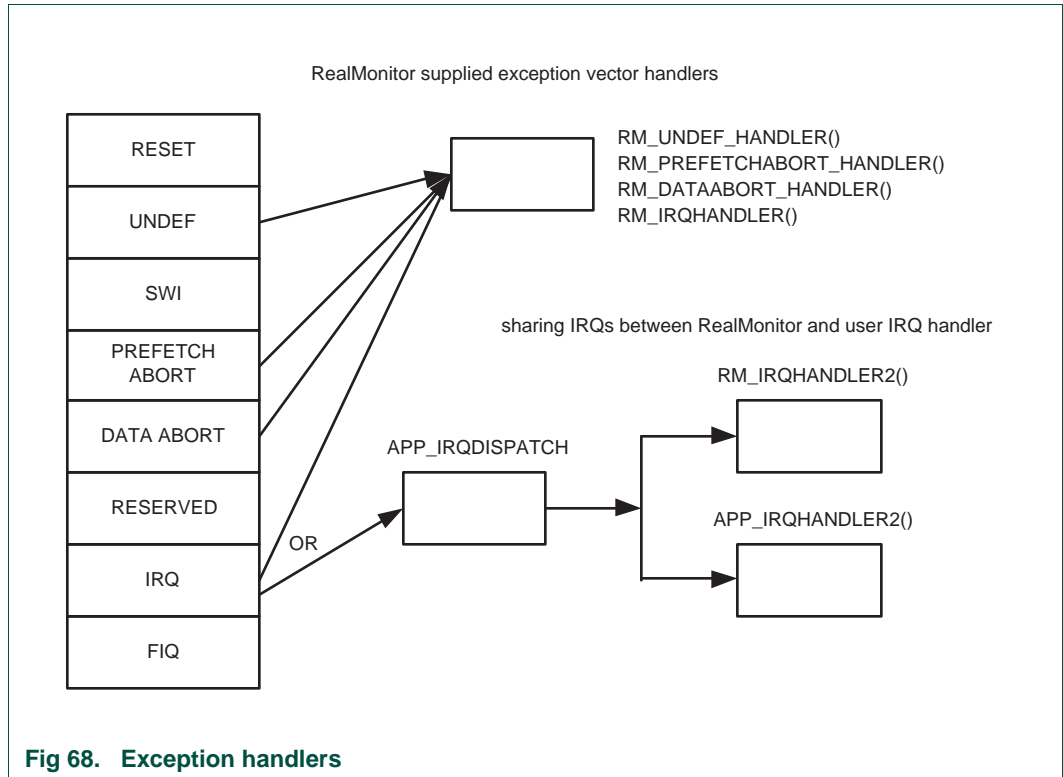 RealMonitor supplied exception vector handlers
RESET
UNDEF
SWI
PREFETCH
ABORT
DATA ABORT
RESERVED
IRQ
FIQ
RM_UNDEF_HANDLER()
RM_PREFETCHABORT_HANDLER()
RM_DATAABORT_HANDLER()
RM_IRQHANDLER()
sharing IRQs between RealMonitor and user IRQ handler
RM_IRQHANDLER2()
APP_IRQDISPATCH
OR
APP_IRQHANDLER2()
Fig 68. Exception handlers